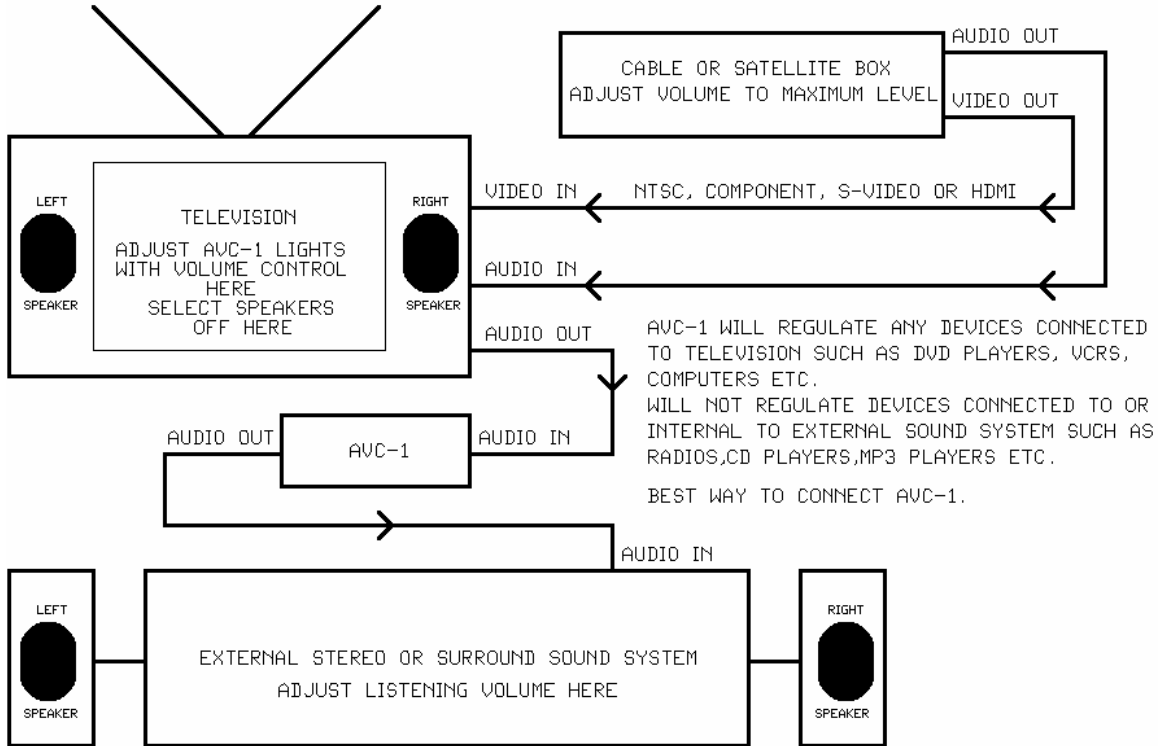 AUDIO OUT
CABLE OR SATELLITE BOX
ADJUST VOLUME TO MAXIMUM LEVEL
VIDEO OUT
LEFT
SPEAKER
TELEVISION
ADJUST AVC-1 LIGHTS
WITH VOLUME CONTROL
HERE
SELECT SPEAKERS
OFF HERE
RIGHT
SPEAKER
VIDEO IN
NTSC, COMPONENT, S-VIDEO OR HDMI
AUDIO IN
AUDIO OUT
AVC-1 WILL REGULATE ANY DEVICES CONNECTED
TO TELEVISION SUCH AS DVD PLAYERS, VCRS,
COMPUTERS ETC.
WILL NOT REGULATE DEVICES CONNECTED TO OR
INTERNAL TO EXTERNAL SOUND SYSTEM SUCH AS
RADIOS,CD PLAYERS,MP3 PLAYERS ETC.
BEST WAY TO CONNECT AVC-1.
AUDIO OUT
AVC-1
AUDIO IN
AUDIO IN
LEFT
SPEAKER
EXTERNAL STEREO OR SURROUND SOUND SYSTEM
ADJUST LISTENING VOLUME HERE
RIGHT
SPEAKER